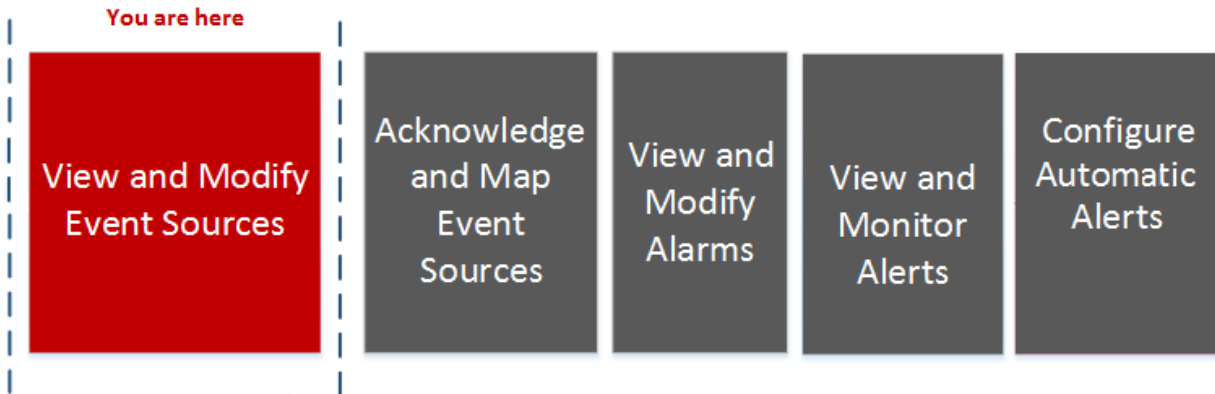 You are here
View and Modify
Event Sources
Acknowledge
and Map
Event
Sources
View and
Modify
Alarms
View and
Monitor
Alerts
Configure
Automatic
Alerts